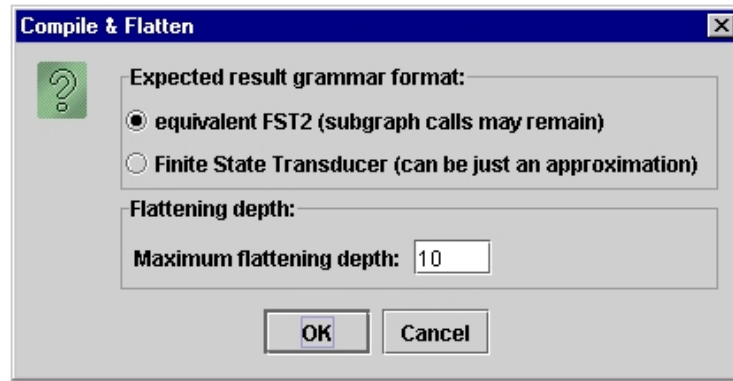 Compile & Flatten
Expected result grammar format:
equivalent FST2 (subgraph calls may remain)
Finite State Transducer (can be just an approximation)
Flattening depth:
Maximum flattening depth: 10
OK Cancel